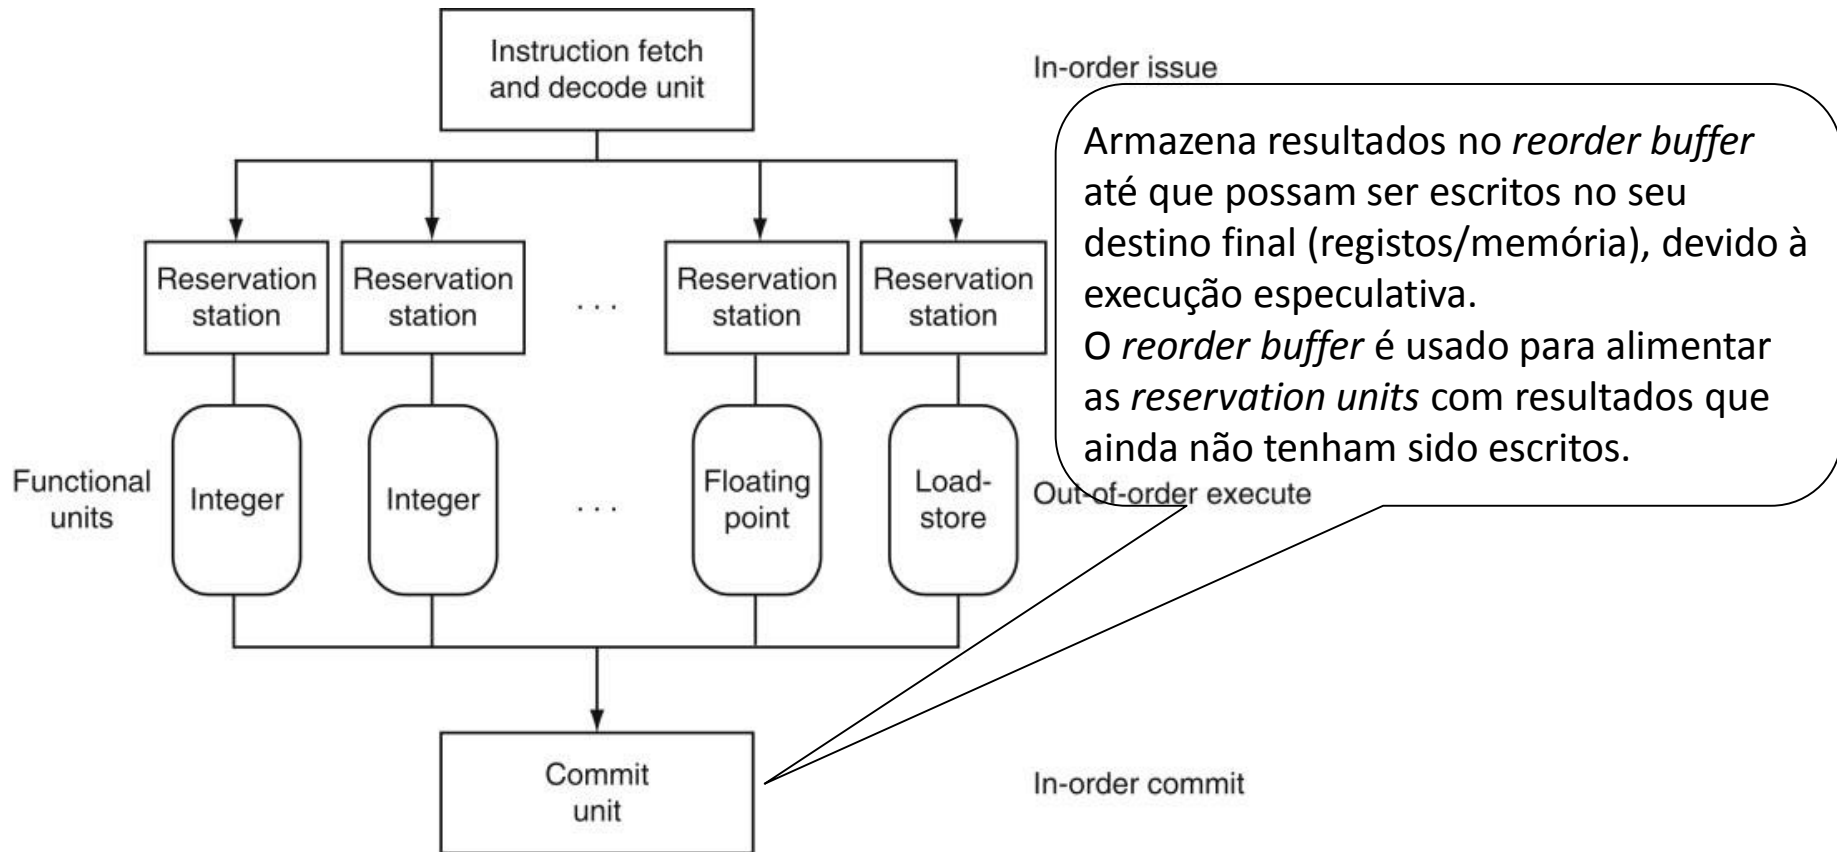 Instruction fetch
and decode unit
In-order issue
Armazena resultados no reorder buffer
até que possam ser escritos no seu
destino final (registos/memória), devido à
execução especulativa.
O reorder buffer é usado para alimentar
as reservation units com resultados que
ainda não tenham sido escritos.
Reservation
station
Reservation
station
. . .
Reservation
station
Reservation
station
Functional
units
Integer
Integer
. . .
Floating
point
Load-
store
Out-of-order execute
Commit
unit
In-order commit